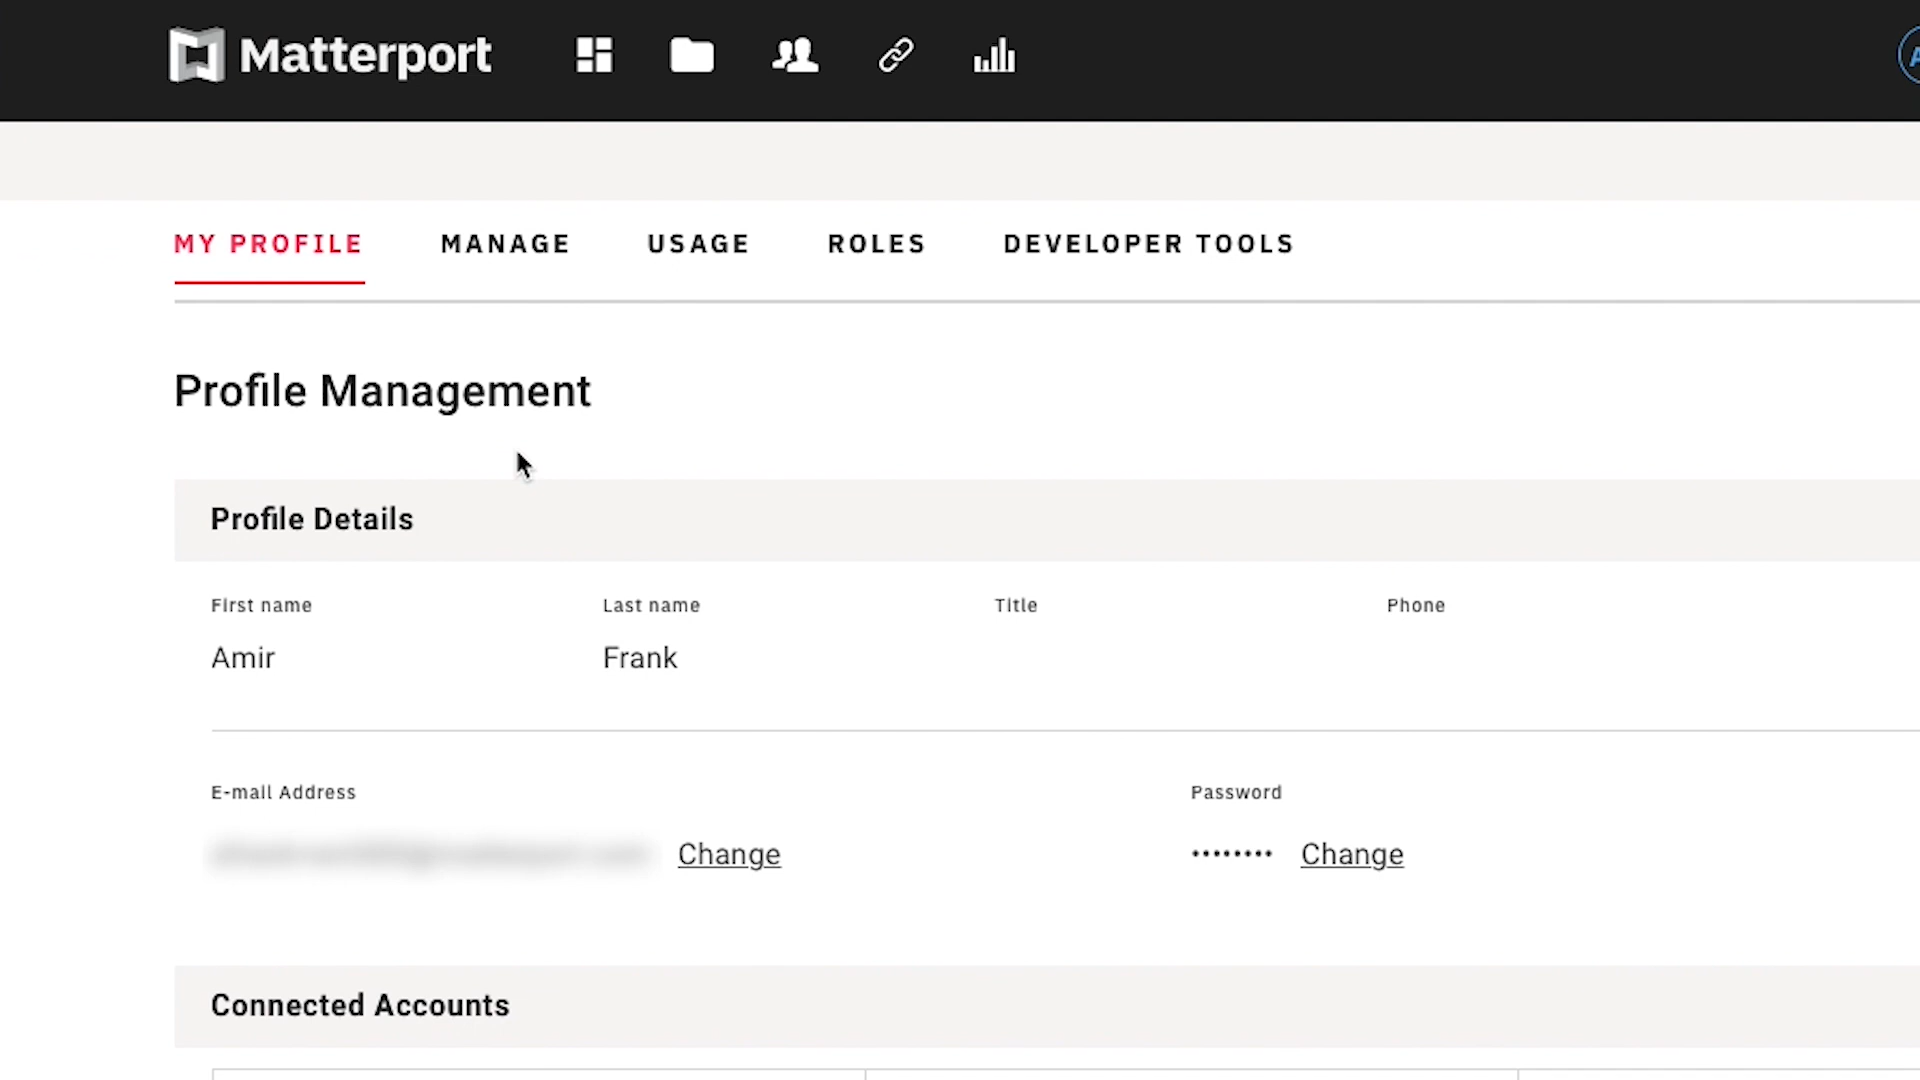 Matterport
MY PROFILE MANAGE USAGE ROLES DEVELOPER TOOLS
Profile Management
Profile Details
First name Last name Title Phone
Amir Frank
E-mail Address Password
Change •••••••• Change
Connected Accounts